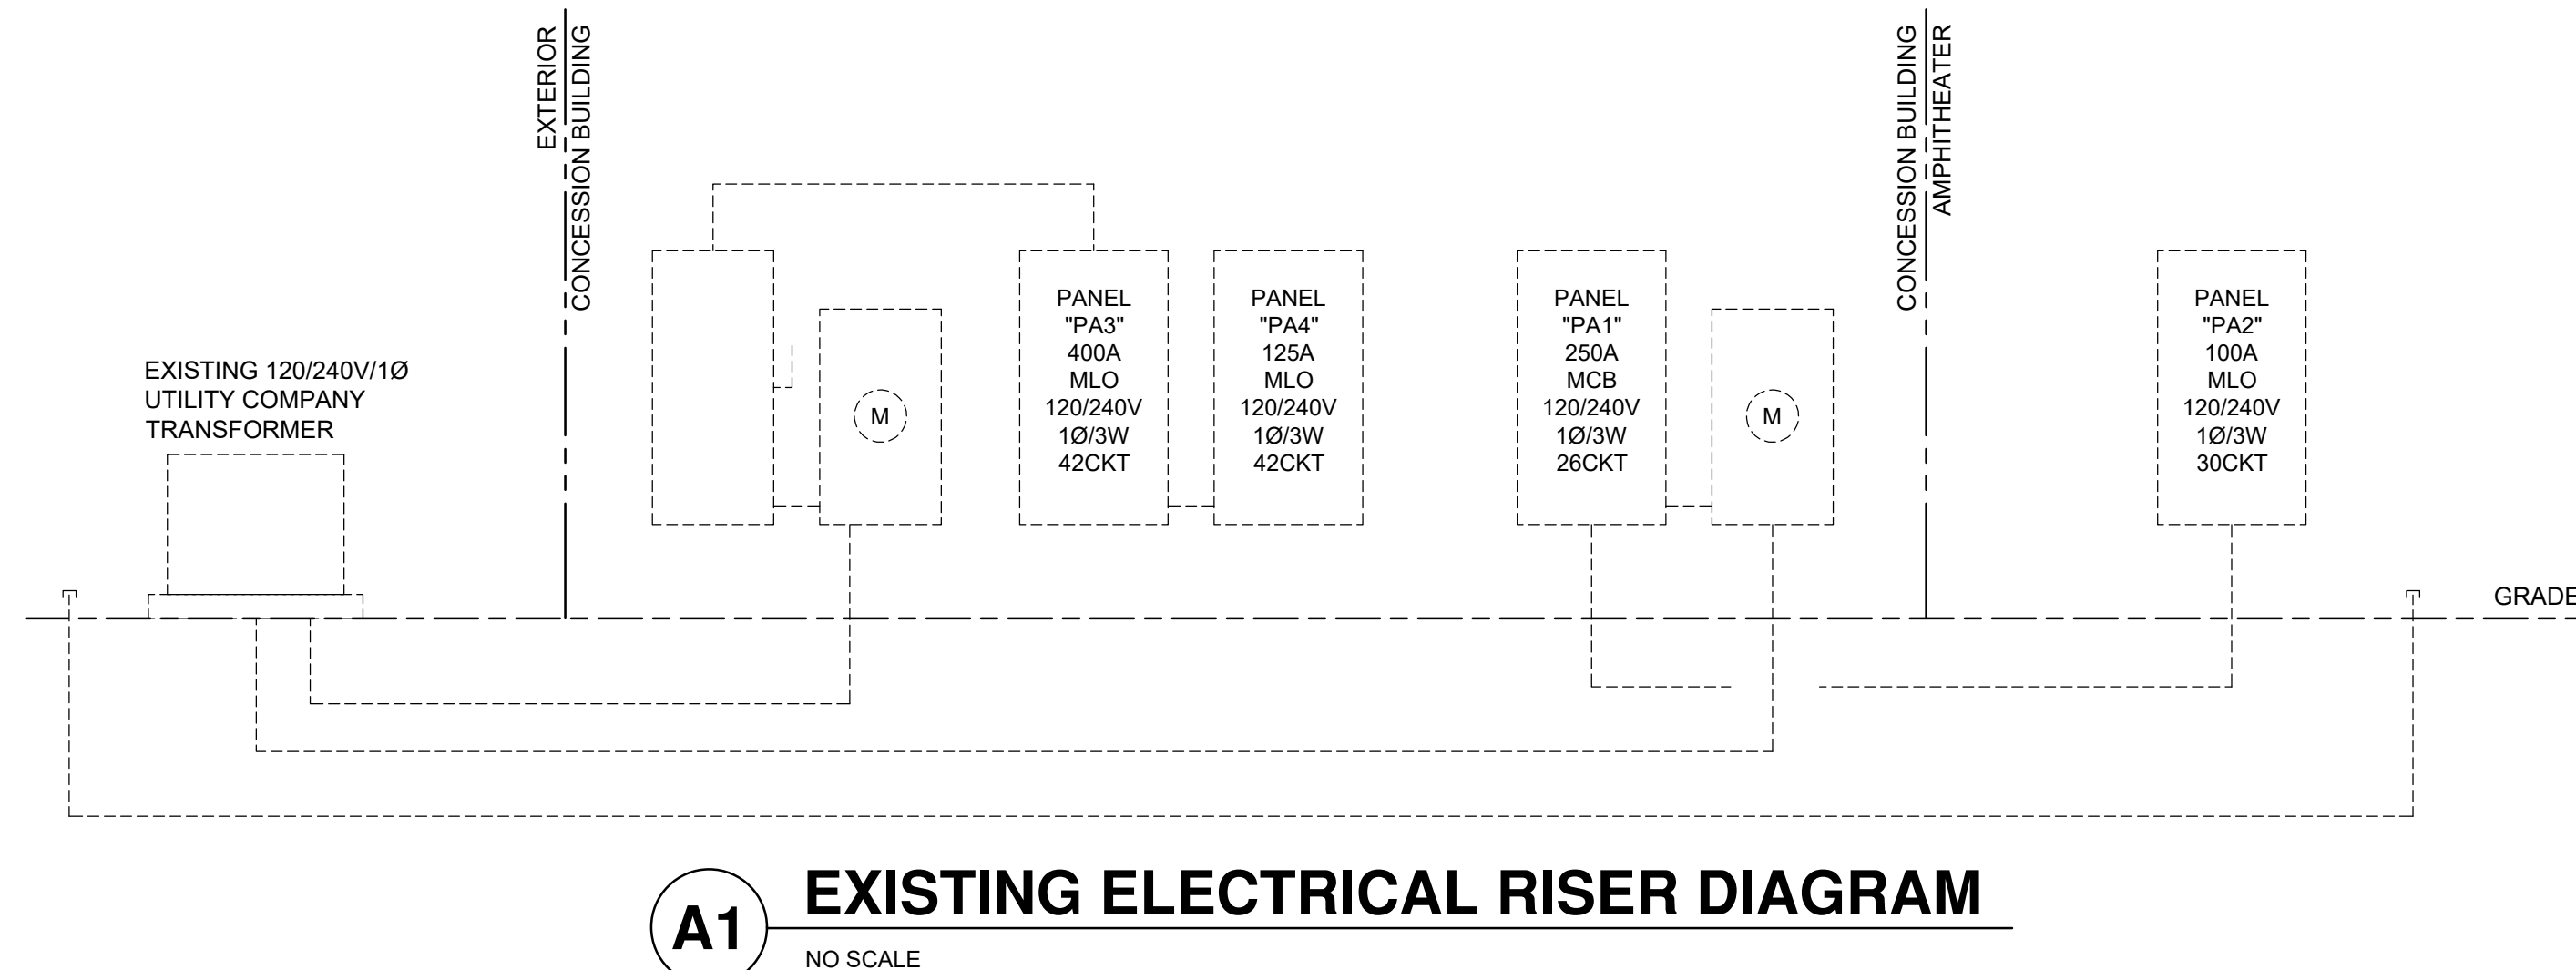 EXTERIOR
CONCESSION BUILDING
CONCESSION BUILDING
AMPHITHEATER
EXISTING 120/240V/1Ø
UTILITY COMPANY
TRANSFORMER
M
PANEL
"PA3"
400A
MLO
120/240V
1Ø/3W
42CKT
PANEL
"PA4"
125A
MLO
120/240V
1Ø/3W
42CKT
PANEL
"PA1"
250A
MCB
120/240V
1Ø/3W
26CKT
M
PANEL
"PA2"
100A
MLO
120/240V
1Ø/3W
30CKT
GRADE
A1
EXISTING ELECTRICAL RISER DIAGRAM
NO SCALE